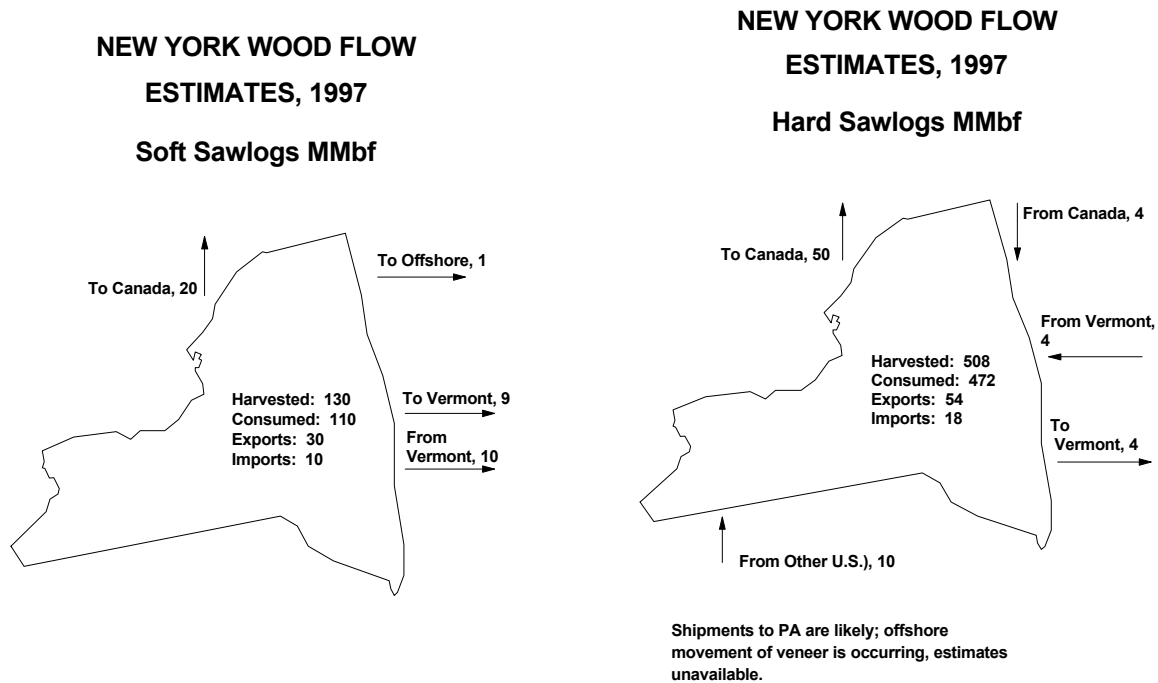 NEW YORK WOOD FLOW
ESTIMATES, 1997
Soft Sawlogs MMbf
To Offshore, 1
To Canada, 20
Harvested: 130
Consumed: 110
Exports: 30
Imports: 10
To Vermont, 9
From
Vermont, 10
NEW YORK WOOD FLOW
ESTIMATES, 1997
Hard Sawlogs MMbf
From Canada, 4
To Canada, 50
From Vermont,
4
Harvested: 508
Consumed: 472
Exports: 54
Imports: 18
To
Vermont, 4
From Other U.S.), 10
Shipments to PA are likely; offshore
movement of veneer is occurring, estimates
unavailable.